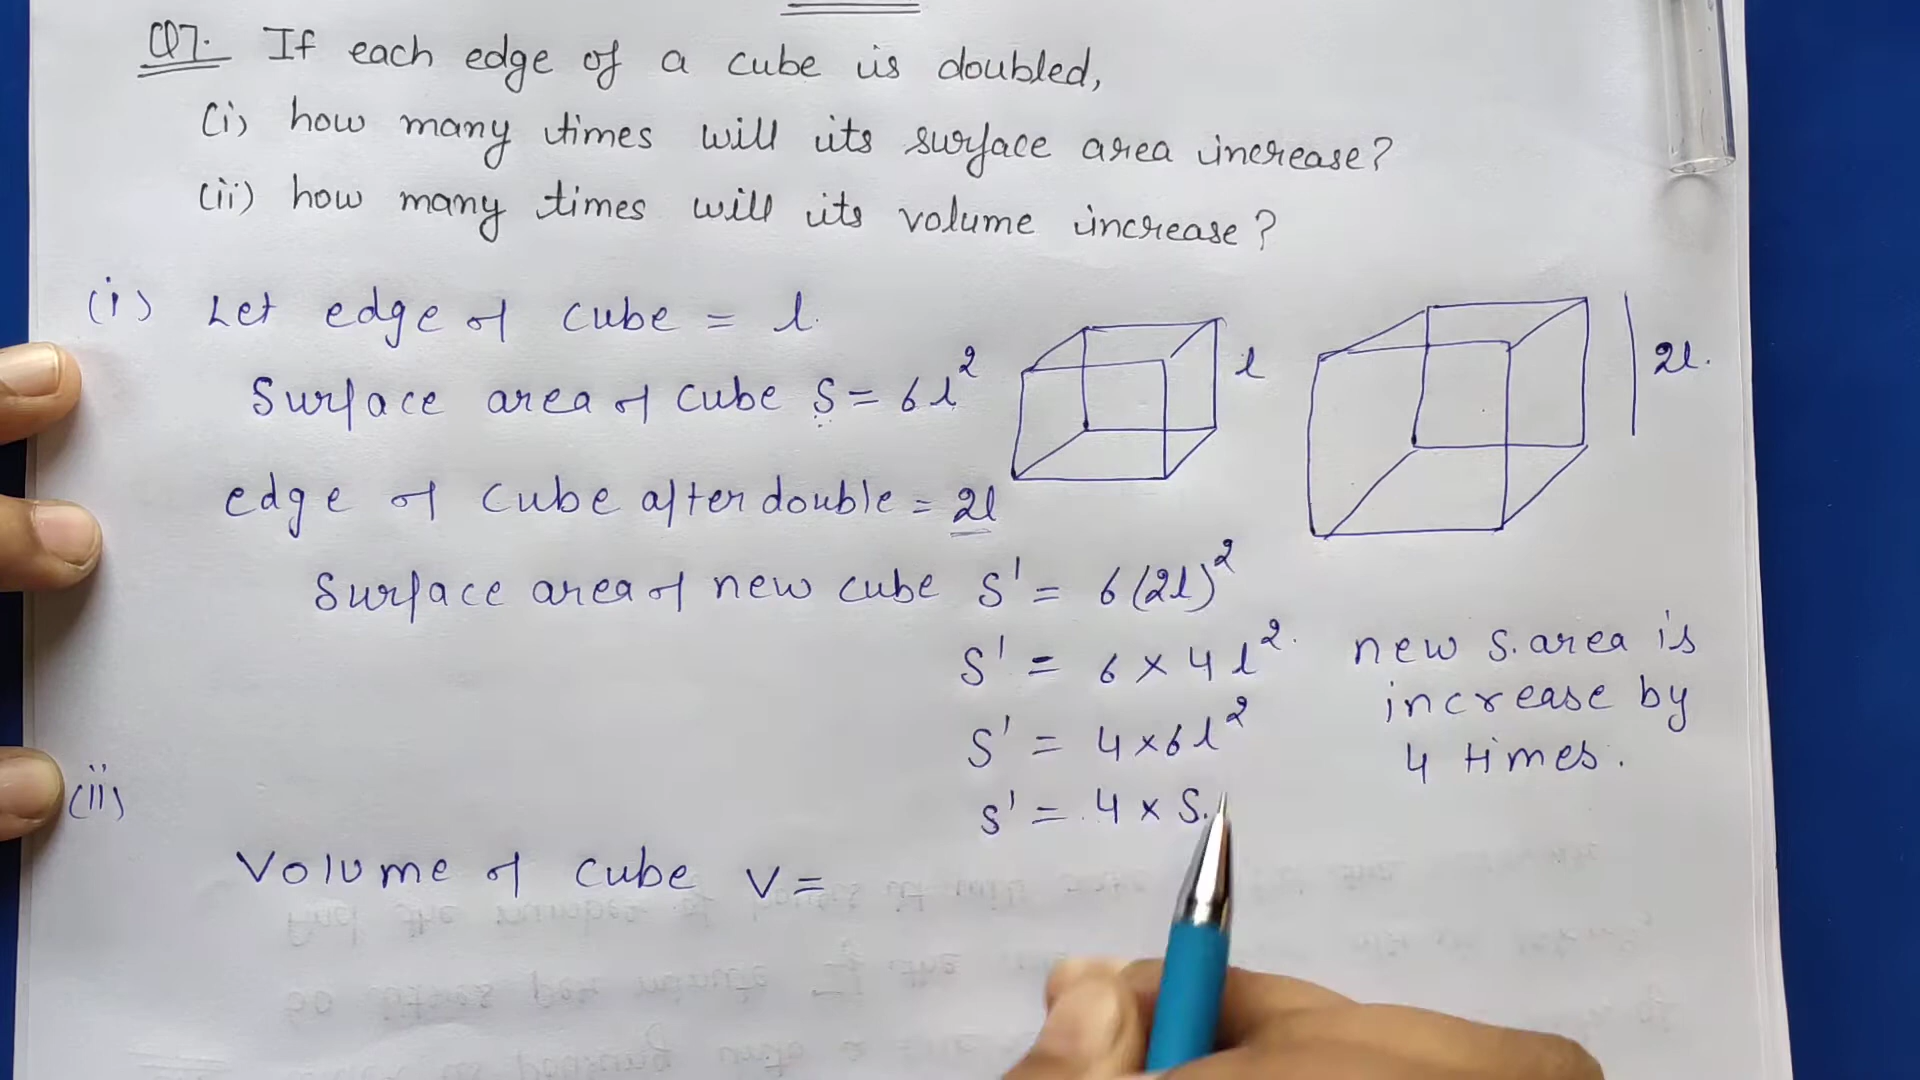 Q7. If each edge of a cube is doubled,
(i) how many times will its surface area increase?
(ii) how many times will its volume increase?
(i) Let edge of cube = l.
Surface area of cube S = 6l²
l
2l.
edge of cube after double = 2l
Surface area of new cube S' = 6(2l)²
S' = 6 × 4l².
S' = 4×6l²
S' = 4 × S.
new s.area is
increase by
4 times.
(ii)
Volume of cube V =